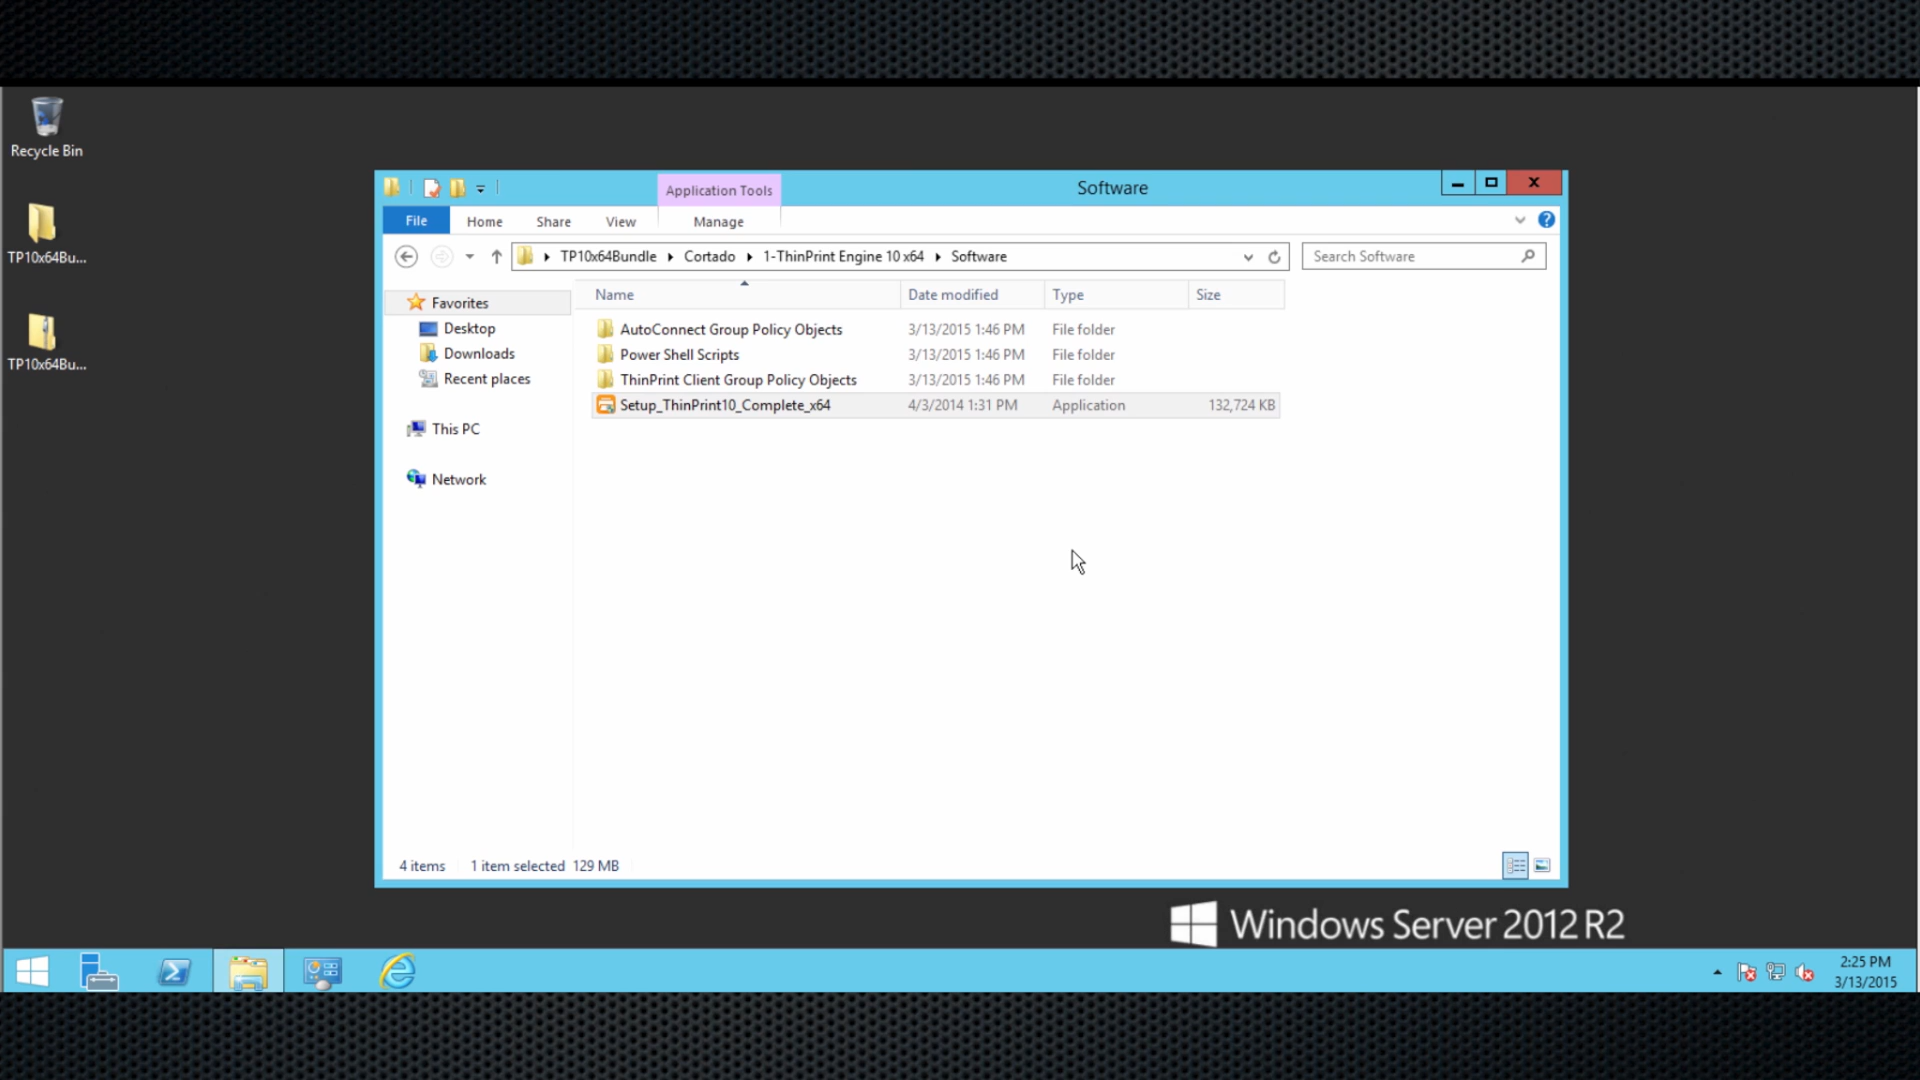 Recycle Bin
TP10x64Bu...
TP10x64Bu...
Application Tools
Software
File
Home
Share
View
Manage
TP10x64Bundle
Cortado
1-ThinPrint Engine 10 x64
Software
Search Software
Name
Date modified
Type
Size
Favorites
Desktop
Downloads
Recent places
This PC
Network
AutoConnect Group Policy Objects 3/13/2015 1:46 PM File folder
Power Shell Scripts 3/13/2015 1:46 PM File folder
ThinPrint Client Group Policy Objects 3/13/2015 1:46 PM File folder
Setup_ThinPrint10_Complete_x64 4/3/2014 1:31 PM Application 132,724 KB
4 items 1 item selected 129 MB
Windows Server 2012 R2
2:25 PM
3/13/2015